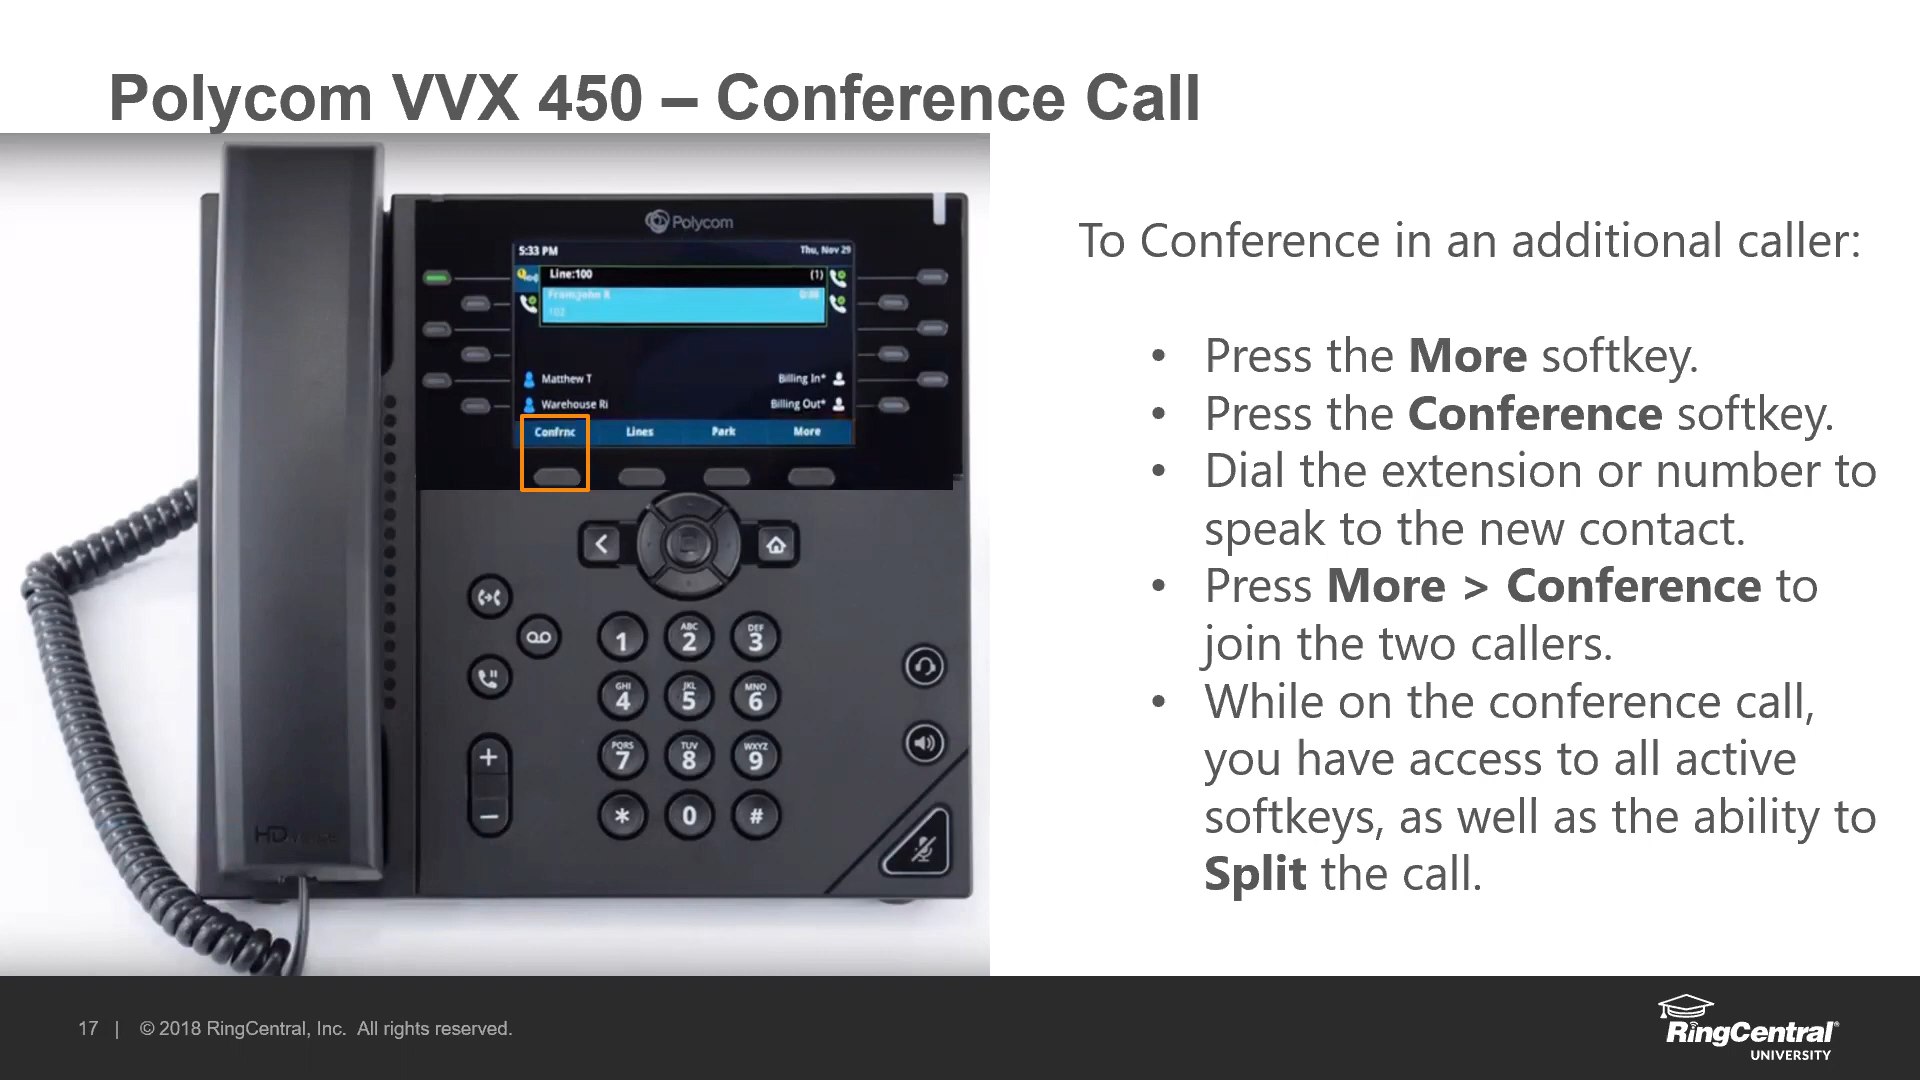 Polycom VVX 450 – Conference Call
Polycom
5:33 PM
Thu, Nov 29
Line:100
(1)
From:John R
102
Matthew T
Billing In*
Warehouse Ri
Billing Out*
Confrnc
Lines
Park
More
1
ABC
2
DEF
3
GHI
4
JKL
5
MNO
6
PQRS
7
TUV
8
WXYZ
9
*
0
#
+
−
HD
To Conference in an additional caller:
• Press the More softkey.
• Press the Conference softkey.
• Dial the extension or number to
speak to the new contact.
• Press More > Conference to
join the two callers.
• While on the conference call,
you have access to all active
softkeys, as well as the ability to
Split the call.
17 | © 2018 RingCentral, Inc. All rights reserved.
RingCentral®
UNIVERSITY